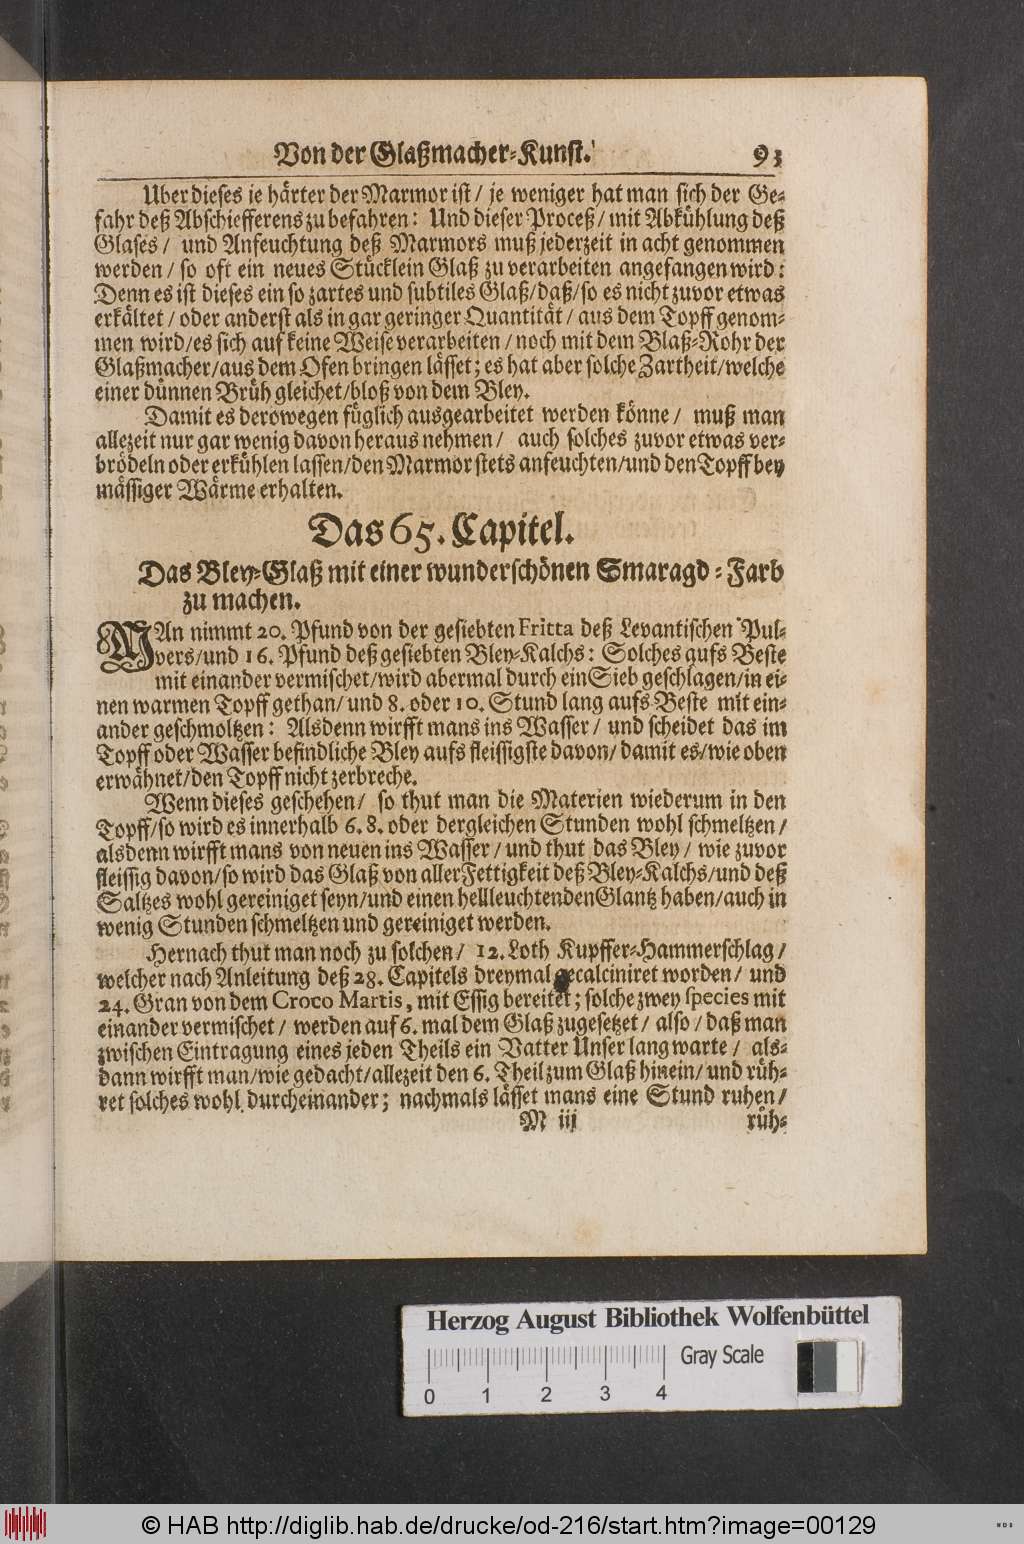 Von der Glaßmacher-Kunst. 93
Uber dieses je härter der Marmor ist / je weniger hat man sich der Ge-
fahr deß Abschiefferens zu befahren: Und dieser Proceß / mit Abkühlung deß
Glases / und Anfeuchtung deß Marmors muß jederzeit in acht genommen
werden / so oft ein neues Stücklein Glaß zu verarbeiten angefangen wird:
Denn es ist dieses ein so zartes und subtiles Glaß / daß / so es nicht zuvor etwas
erkältet / oder anderst als in gar geringer Quantität / aus dem Topff genom-
men wird / es sich auf keine Weise verarbeiten / noch mit dem Blaß-Rohr der
Glaßmacher / aus dem Ofen bringen lässet; es hat aber solche Zartheit / welche
einer dünnen Brüh gleichet / bloß von dem Bley.
Damit es derowegen füglich ausgearbeitet werden könne / muß man
allezeit nur gar wenig davon heraus nehmen / auch solches zuvor etwas ver-
brödeln oder erkühlen lassen / den Marmor stets anfeuchten / und den Topff bey
mässiger Wärme erhalten.
Das 65. Capitel.
Das Bley-Glaß mit einer wunderschönen Smaragd-Farb
zu machen.
MAn nimmt 20. Pfund von der gesiebten Fritta deß Levantischen Pul-
vers / und 16. Pfund deß gesiebten Bley-Kalchs: Solches aufs Beste
mit einander vermischet / wird abermal durch ein Sieb geschlagen / in ei-
nen warmen Topff gethan / und 8. oder 10. Stund lang aufs Beste mit ein-
ander geschmoltzen: Alsdenn wirfft mans ins Wasser / und scheidet das im
Topff oder Wasser befindliche Bley aufs fleissigste davon / damit es / wie oben
erwähnet / den Topff nicht zerbreche.
Wenn dieses geschehen / so thut man die Materien wiederum in den
Topff / so wird es innerhalb 6. 8. oder dergleichen Stunden wohl schmeltzen /
alsdenn wirfft mans von neuen ins Wasser / und thut das Bley / wie zuvor
fleissig davon / so wird das Glaß von aller Fettigkeit deß Bley-Kalchs / und deß
Saltzes wohl gereiniget seyn / und einen hellleuchtenden Glantz haben / auch in
wenig Stunden schmeltzen und gereiniget werden.
Hernach thut man noch zu solchen / 12. Loth Kupffer-Hammerschlag /
welcher nach Anleitung deß 28. Capitels dreymal gecalciniret worden / und
24. Gran von dem Croco Martis, mit Essig bereitet; solche zwey species mit
einander vermischet / werden auf 6. mal dem Glaß zugesetzet / also / daß man
zwischen Eintragung eines jeden Theils ein Vatter Unser lang warte / als-
dann wirfft man / wie gedacht / allezeit den 6. Theil zum Glaß hinein / und rüh-
ret solches wohl durcheinander; nachmals lässet mans eine Stund ruhen /
M iij rüh-
Herzog August Bibliothek Wolfenbüttel
Gray Scale
0 1 2 3 4
© HAB http://diglib.hab.de/drucke/od-216/start.htm?image=00129